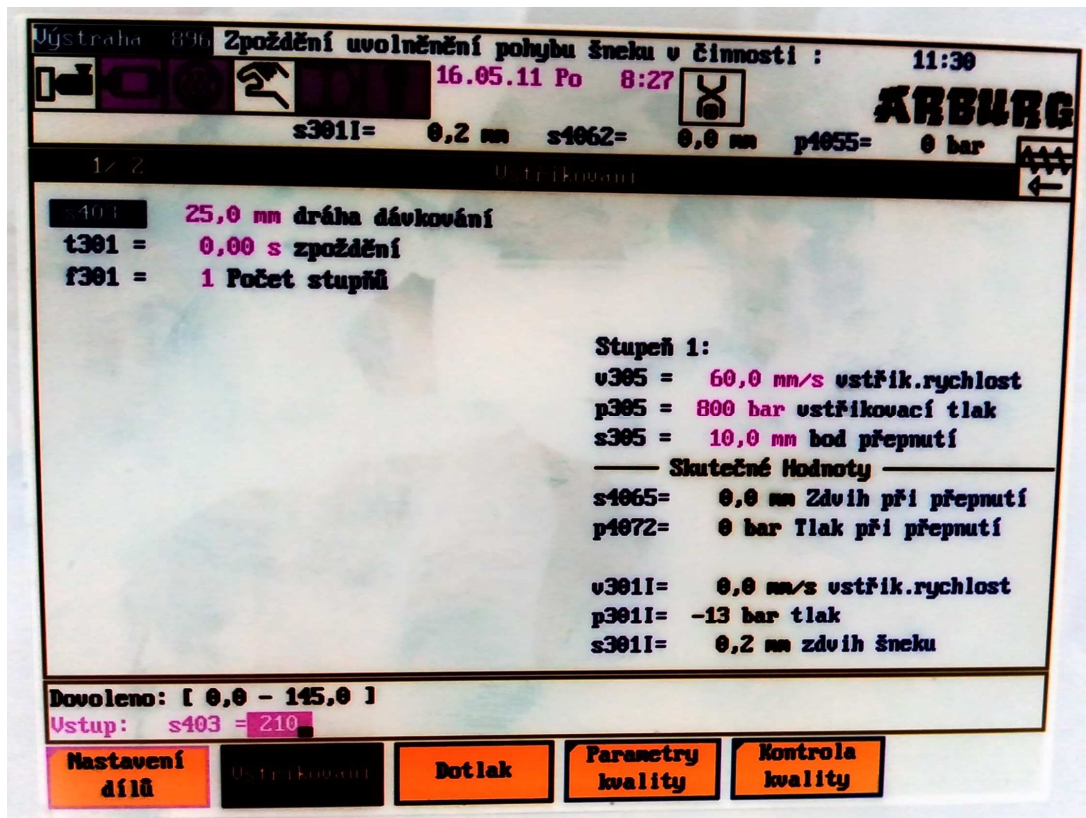 Výstraha 896 Zpoždění uvolněnění pohybu šneku v činnosti : 11:30
16.05.11 Po 8:27
ARBURG
s301I= 0,2 mm s4062= 0,0 mm p4055= 0 bar
1/ 2 Vstrikovani
s403 25,0 mm dráha dávkování
t301 = 0,00 s zpoždění
f301 = 1 Počet stupňů
Stupeň 1:
v305 = 60,0 mm/s vstřik.rychlost
p305 = 800 bar vstřikovací tlak
s305 = 10,0 mm bod přepnutí
Skutečné Hodnoty
s4065= 0,0 mm Zdvih při přepnutí
p4072= 0 bar Tlak při přepnutí
v301I= 0,0 mm/s vstřik.rychlost
p301I= -13 bar tlak
s301I= 0,2 mm zdvih šneku
Dovoleno: [ 0,0 - 145,0 ]
Vstup: s403 = 210
Nastavení dílů
Vstrikovani
Dotlak
Parametry kvality
Kontrola kvality